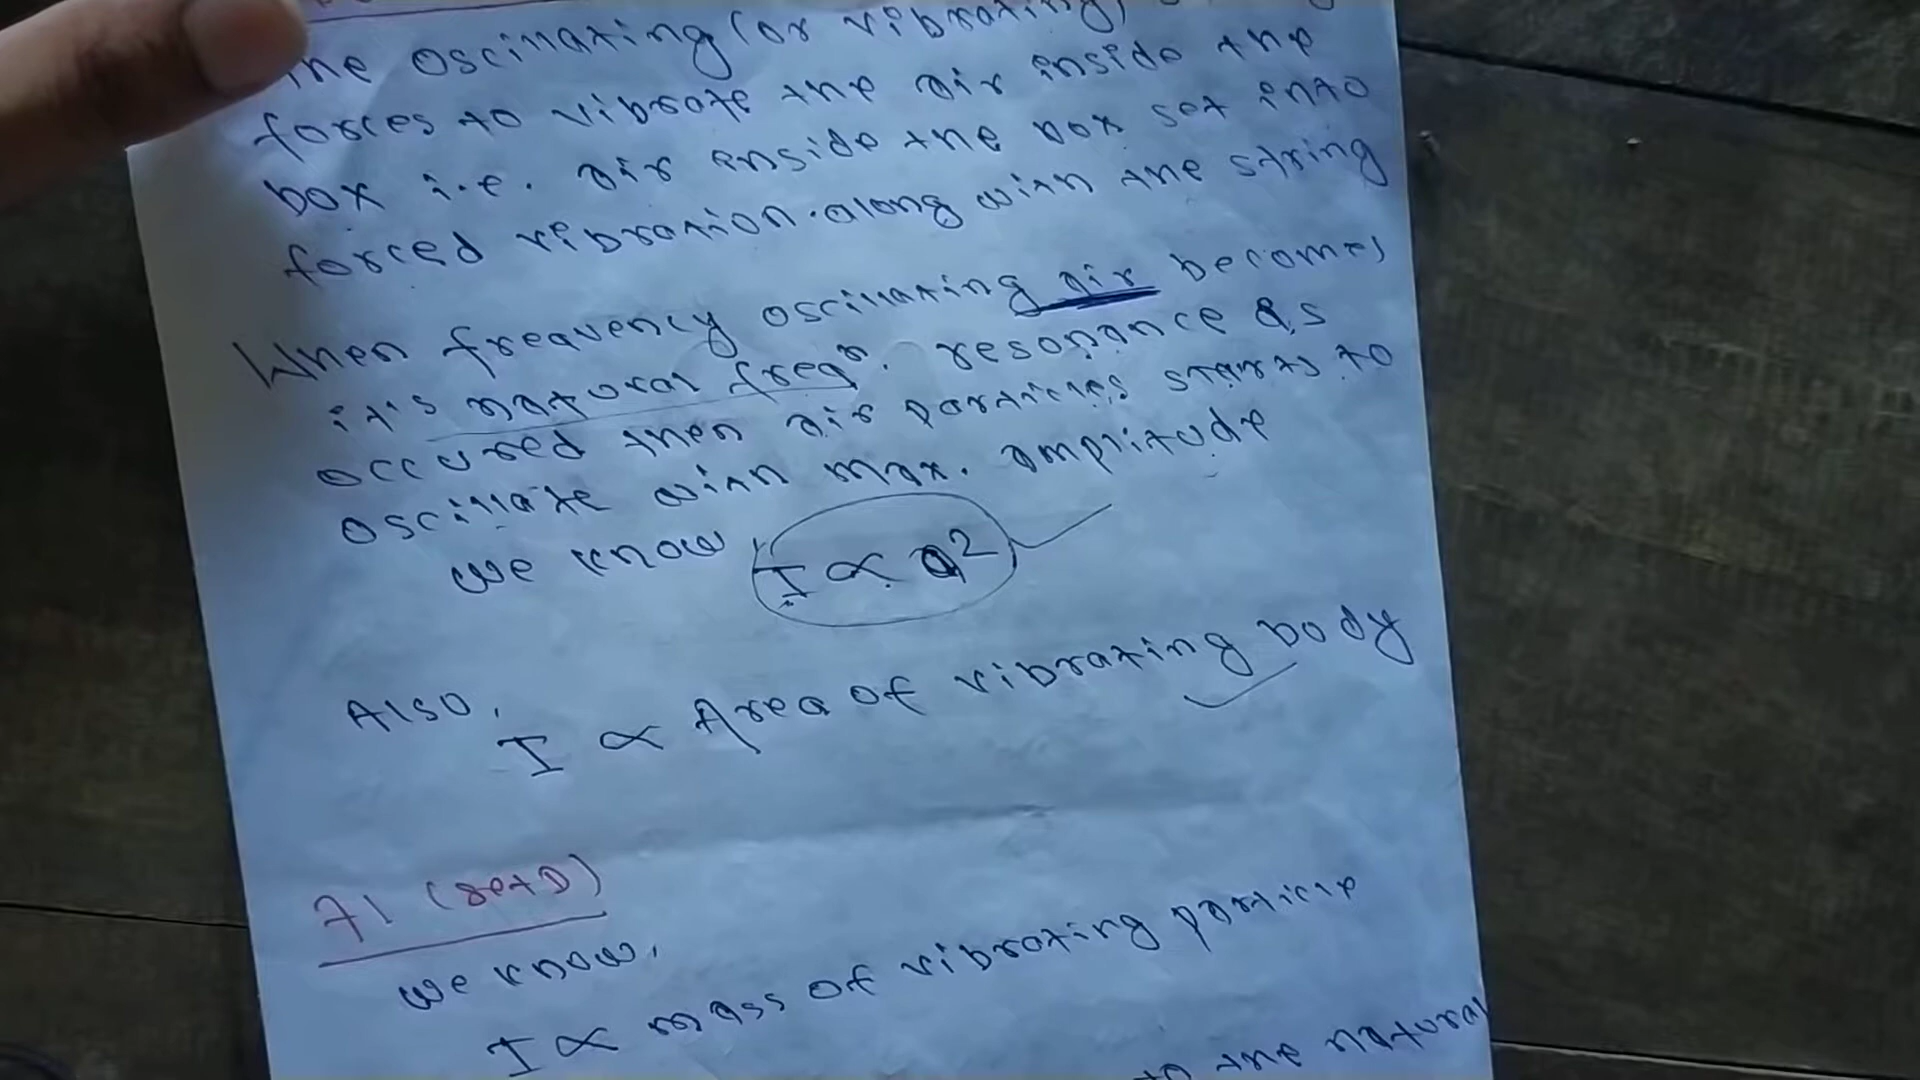 the oscillating (or vibrating)
forces to vibrate the air inside the
box i.e. air inside the box set into
forced vibration along with the string
When frequency oscillating air becomes
it's natural freqn. resonance is
occured then air particles starts to
oscillate with max. amplitude
we know, I ∝ a²
Also,
I ∝ Area of vibrating body
71 (set D)
we know,
I ∝ mass of vibrating particle
to the natural